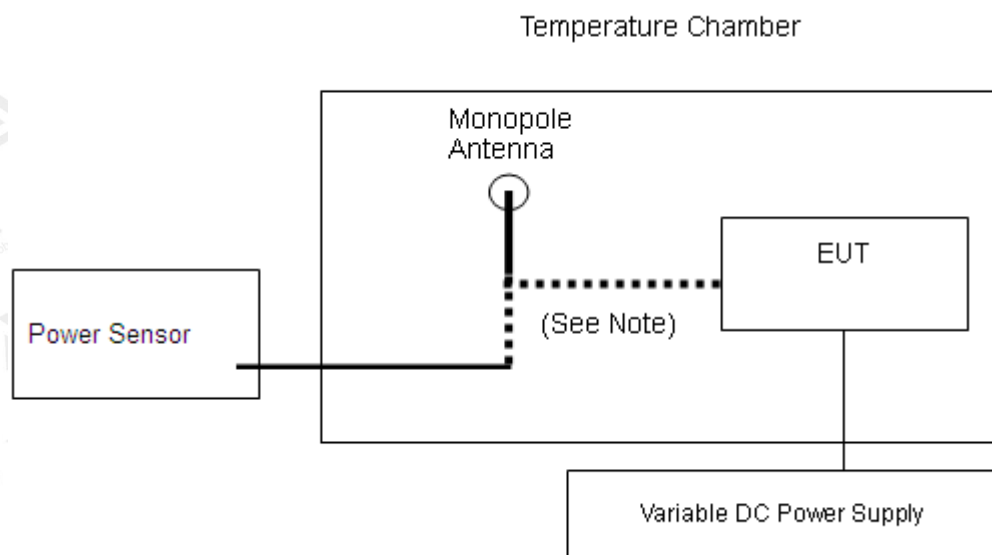 Temperature Chamber
Monopole
Antenna
EUT
(See Note)
Power Sensor
Variable DC Power Supply